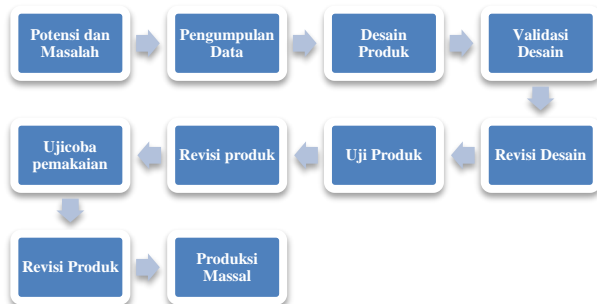 Potensi dan
Masalah
Pengumpulan
Data
Desain
Produk
Validasi
Desain
Revisi Desain
Uji Produk
Revisi produk
Ujicoba
pemakaian
Revisi Produk
Produksi
Massal